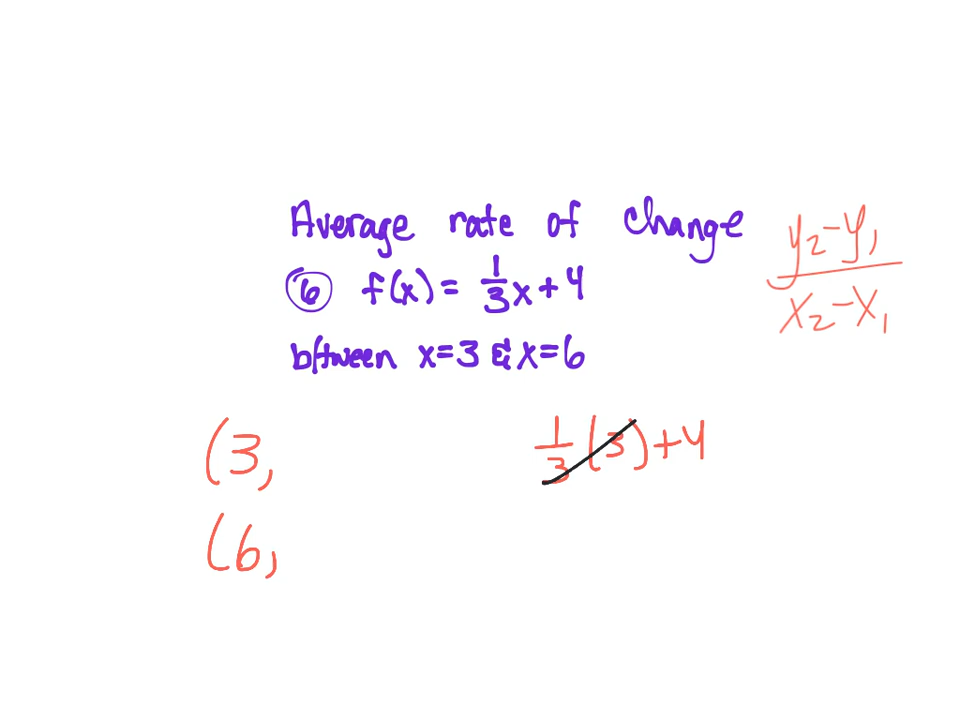 Average rate of change
⑥ f(x) = 1/3 x + 4
between x=3 & x=6
y₂-y₁/x₂-x₁
(3,
1/3 (3) + 4
(6,